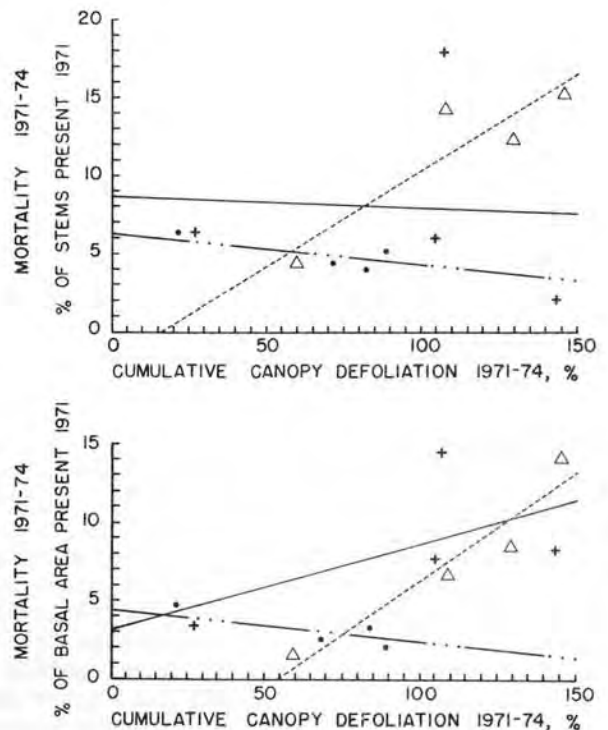 MORTALITY 1971-74
% OF STEMS PRESENT 1971
20
15
10
5
0
0 50 100 150
CUMULATIVE CANOPY DEFOLIATION 1971-74, %
MORTALITY 1971-74
% OF BASAL AREA PRESENT 1971
15
10
5
0
0 50 100 150
CUMULATIVE CANOPY DEFOLIATION 1971-74, %